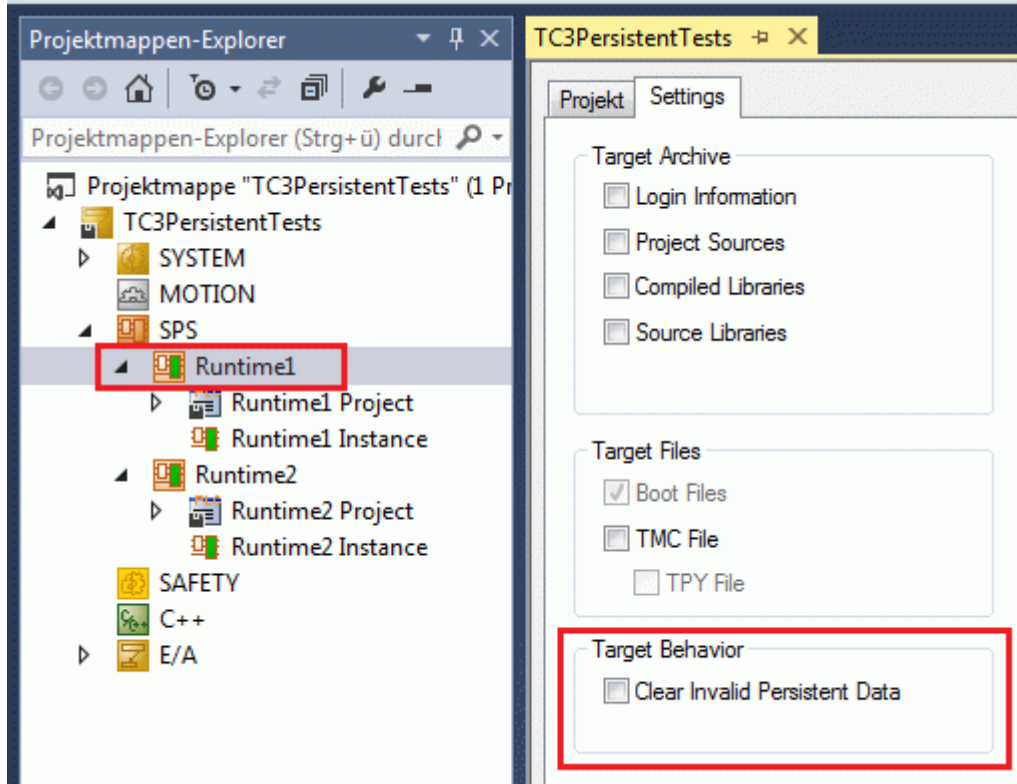 Projektmappen-Explorer
Projektmappen-Explorer (Strg+ü) durcl
Projektmappe "TC3PersistentTests" (1 Pr
TC3PersistentTests
SYSTEM
MOTION
SPS
Runtime1
Runtime1 Project
Runtime1 Instance
Runtime2
Runtime2 Project
Runtime2 Instance
SAFETY
C++
E/A
TC3PersistentTests
Projekt Settings
Target Archive
Login Information
Project Sources
Compiled Libraries
Source Libraries
Target Files
Boot Files
TMC File
TPY File
Target Behavior
Clear Invalid Persistent Data